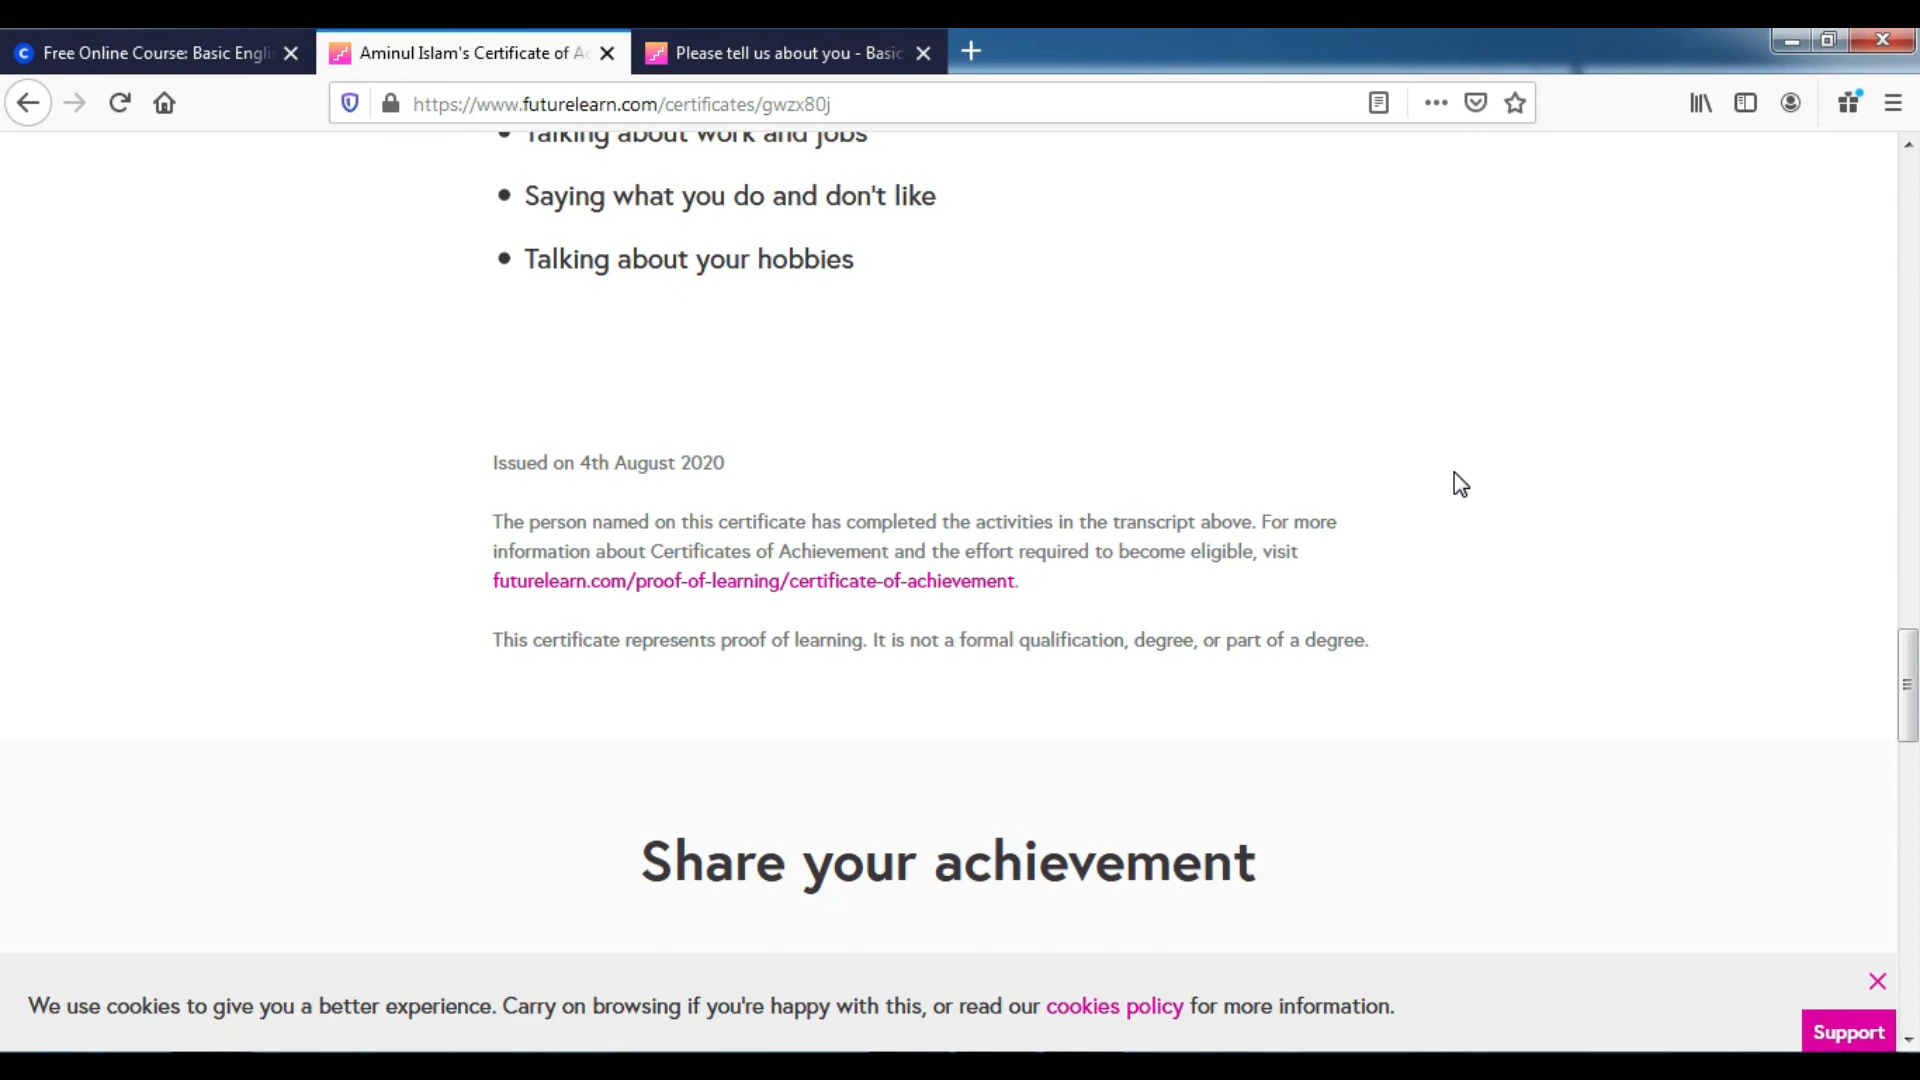 Free Online Course: Basic Engli
Aminul Islam's Certificate of Ac
Please tell us about you - Basic
https://www.futurelearn.com/certificates/gwzx80j
Talking about work and jobs
Saying what you do and don't like
Talking about your hobbies
Issued on 4th August 2020
The person named on this certificate has completed the activities in the transcript above. For more
information about Certificates of Achievement and the effort required to become eligible, visit
futurelearn.com/proof-of-learning/certificate-of-achievement.
This certificate represents proof of learning. It is not a formal qualification, degree, or part of a degree.
Share your achievement
We use cookies to give you a better experience. Carry on browsing if you're happy with this, or read our cookies policy for more information.
Support